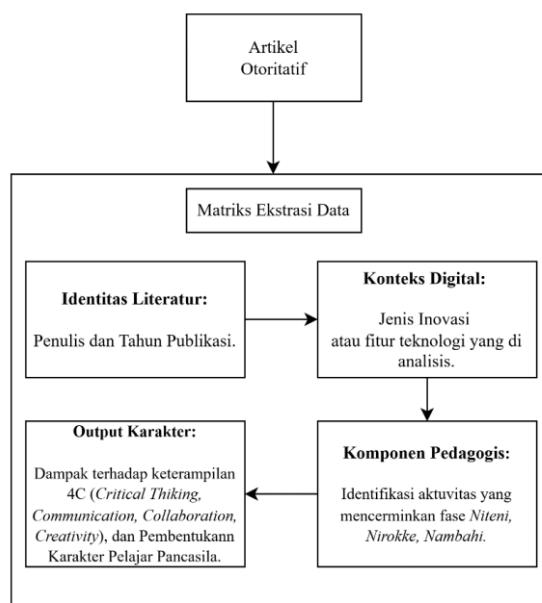 Artikel
Otoritatif
Matriks Ekstrasi Data
Identitas Literatur:
Penulis dan Tahun Publikasi.
Konteks Digital:
Jenis Inovasi
atau fitur teknologi yang di
analisis.
Komponen Pedagogis:
Identifikasi aktuvitas yang
mencerminkan fase Niteni,
Nirokke, Nambahi.
Output Karakter:
Dampak terhadap keterampilan
4C (Critical Thiking,
Communication, Collaboration,
Creativity), dan Pembentukann
Karakter Pelajar Pancasila.